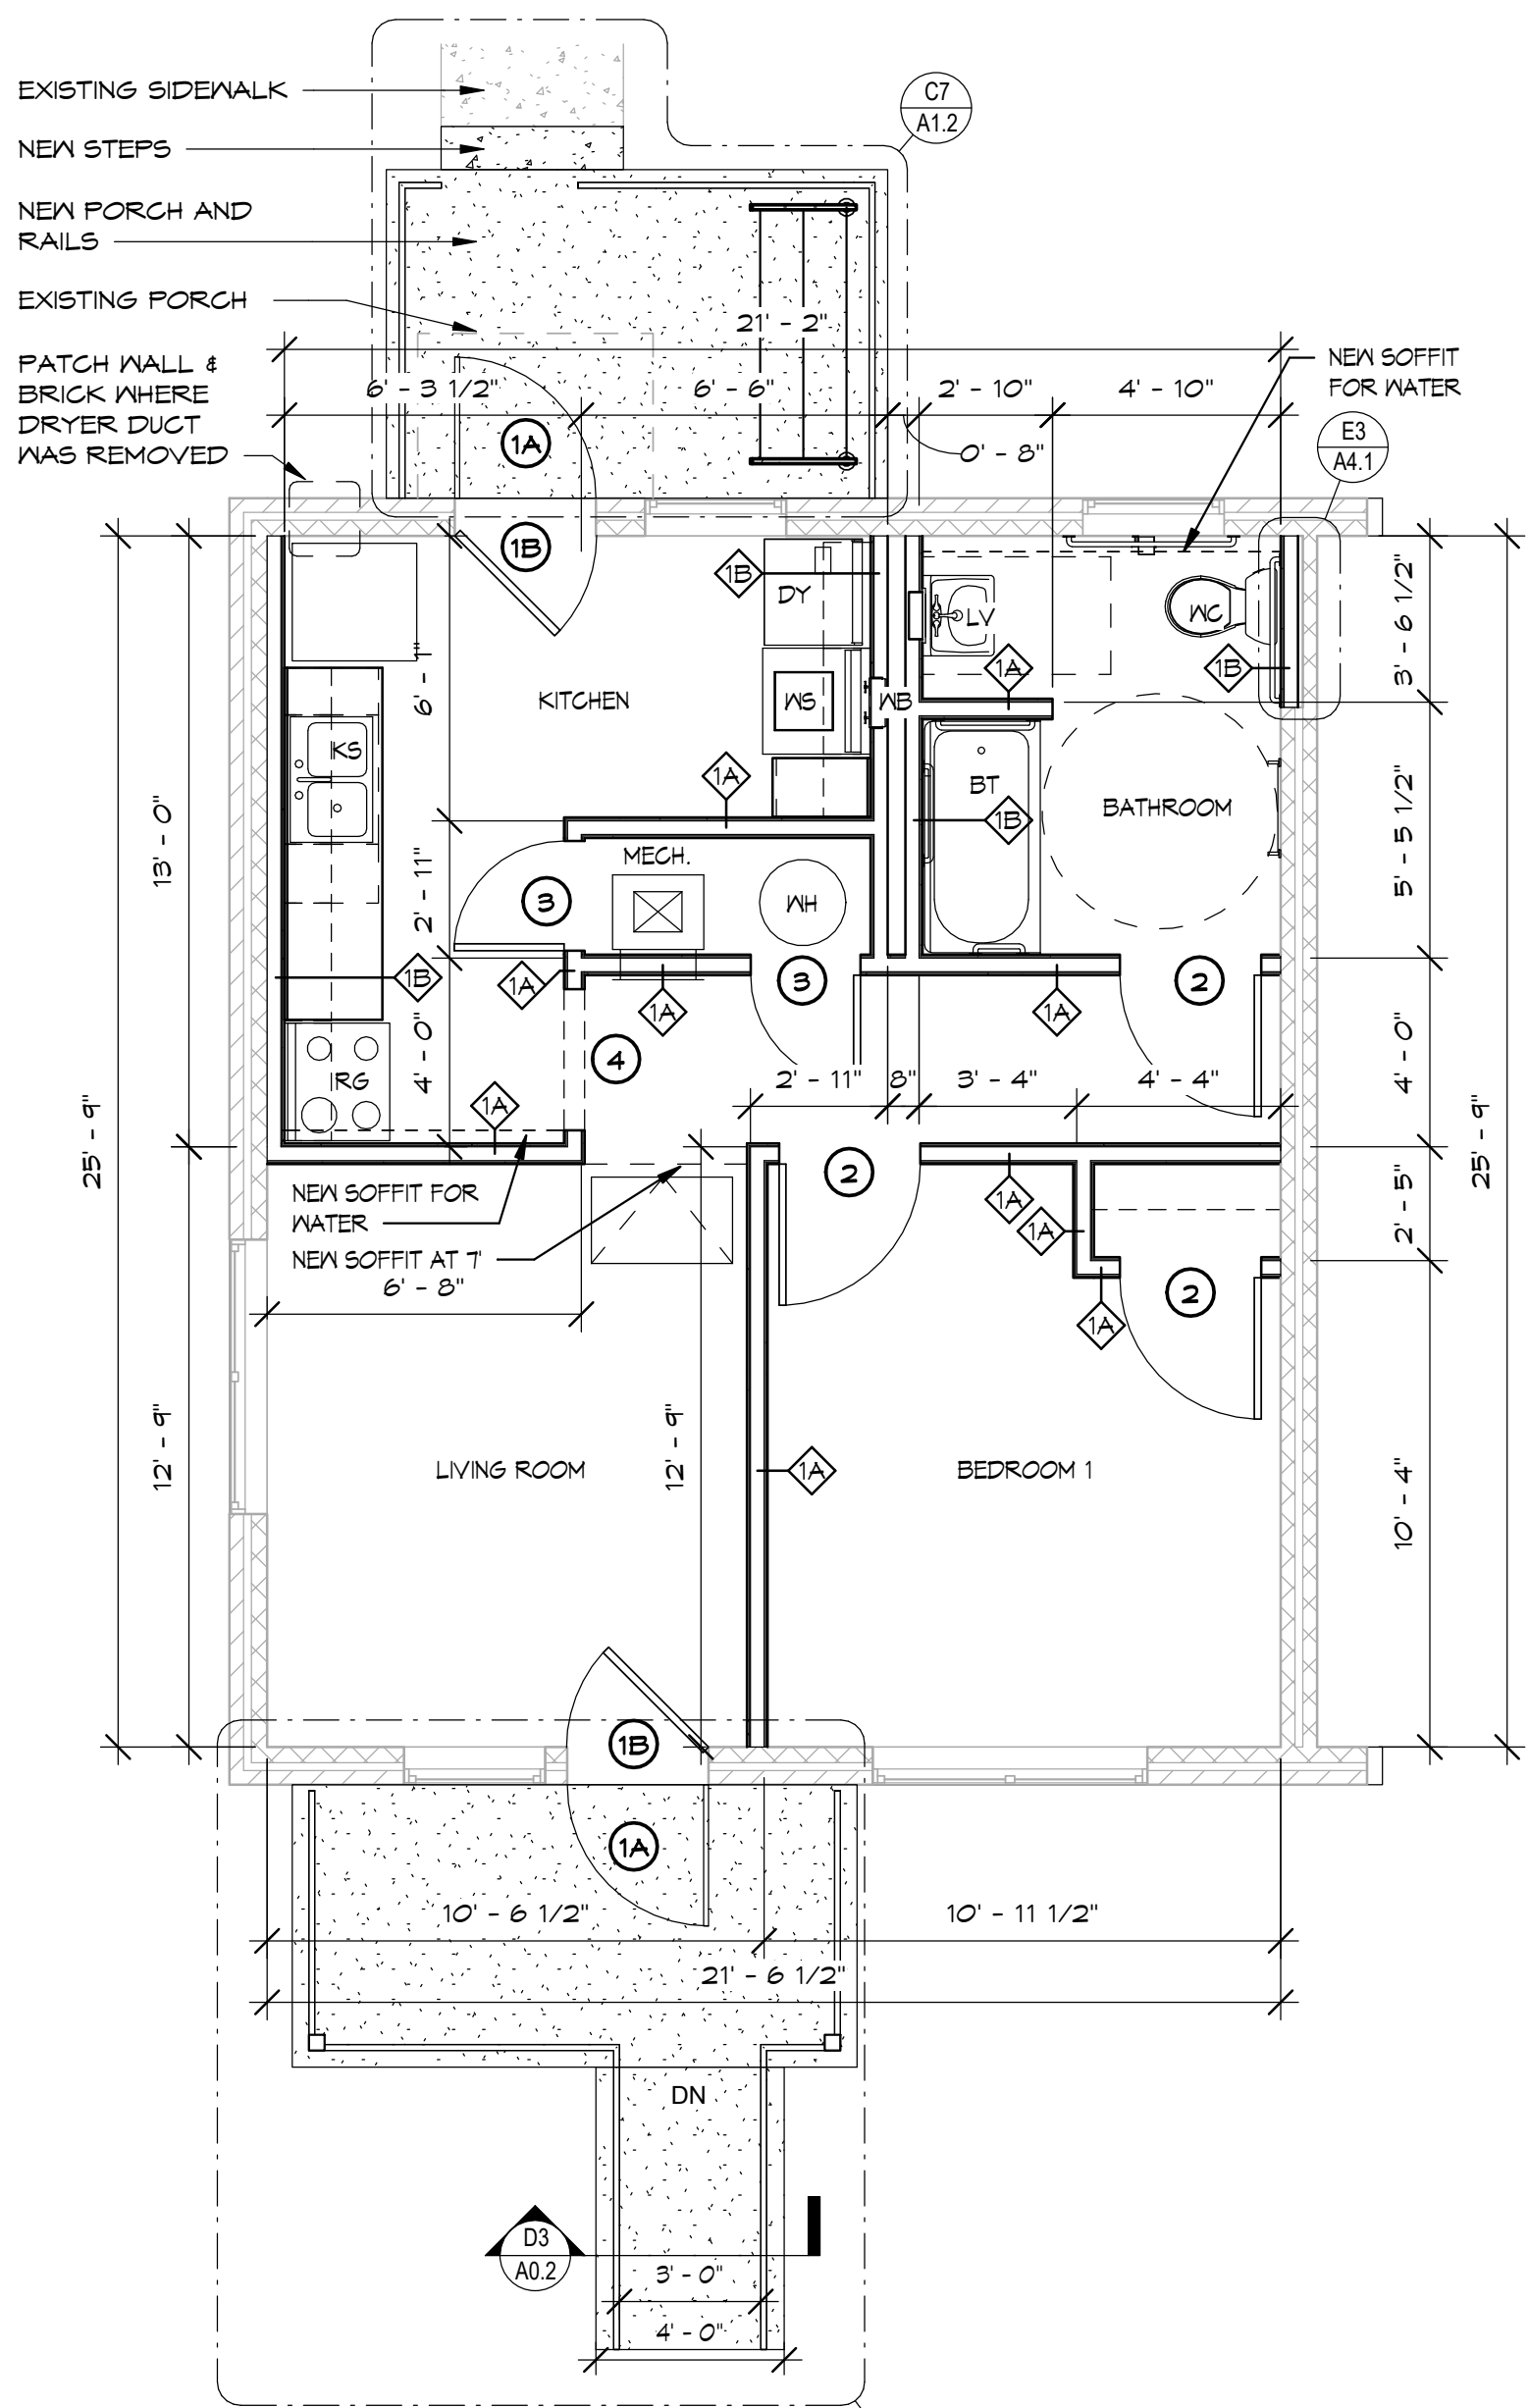 EXISTING SIDEWALK
C7
A1.2
NEW STEPS
NEW PORCH AND
RAILS
EXISTING PORCH
21' - 2"
PATCH WALL &
BRICK WHERE
DRYER DUCT
WAS REMOVED
NEW SOFFIT
FOR WATER
6' - 3 1/2"
6' - 6"
2' - 10"
4' - 10"
0' - 8"
E3
A4.1
1A
1B
1B
DY
LV
WC
1A
1B
3' - 6 1/2"
6' - 1"
KITCHEN
WS
WB
KS
1A
BT
1B
BATHROOM
13' - 0"
5' - 5 1/2"
2' - 11"
MECH.
3
WH
1B
1A
1A
3
1A
2
4' - 0"
4
RG
1A
2' - 11"
8"
3' - 4"
4' - 4"
4' - 0"
25' - 9"
25' - 9"
2
1A
1A
2' - 5"
NEW SOFFIT FOR
WATER
NEW SOFFIT AT 7'
6' - 8"
2
1A
12' - 9"
12' - 9"
LIVING ROOM
1A
BEDROOM 1
10' - 4"
1B
1A
10' - 6 1/2"
10' - 11 1/2"
21' - 6 1/2"
DN
D3
A0.2
3' - 0"
4' - 0"